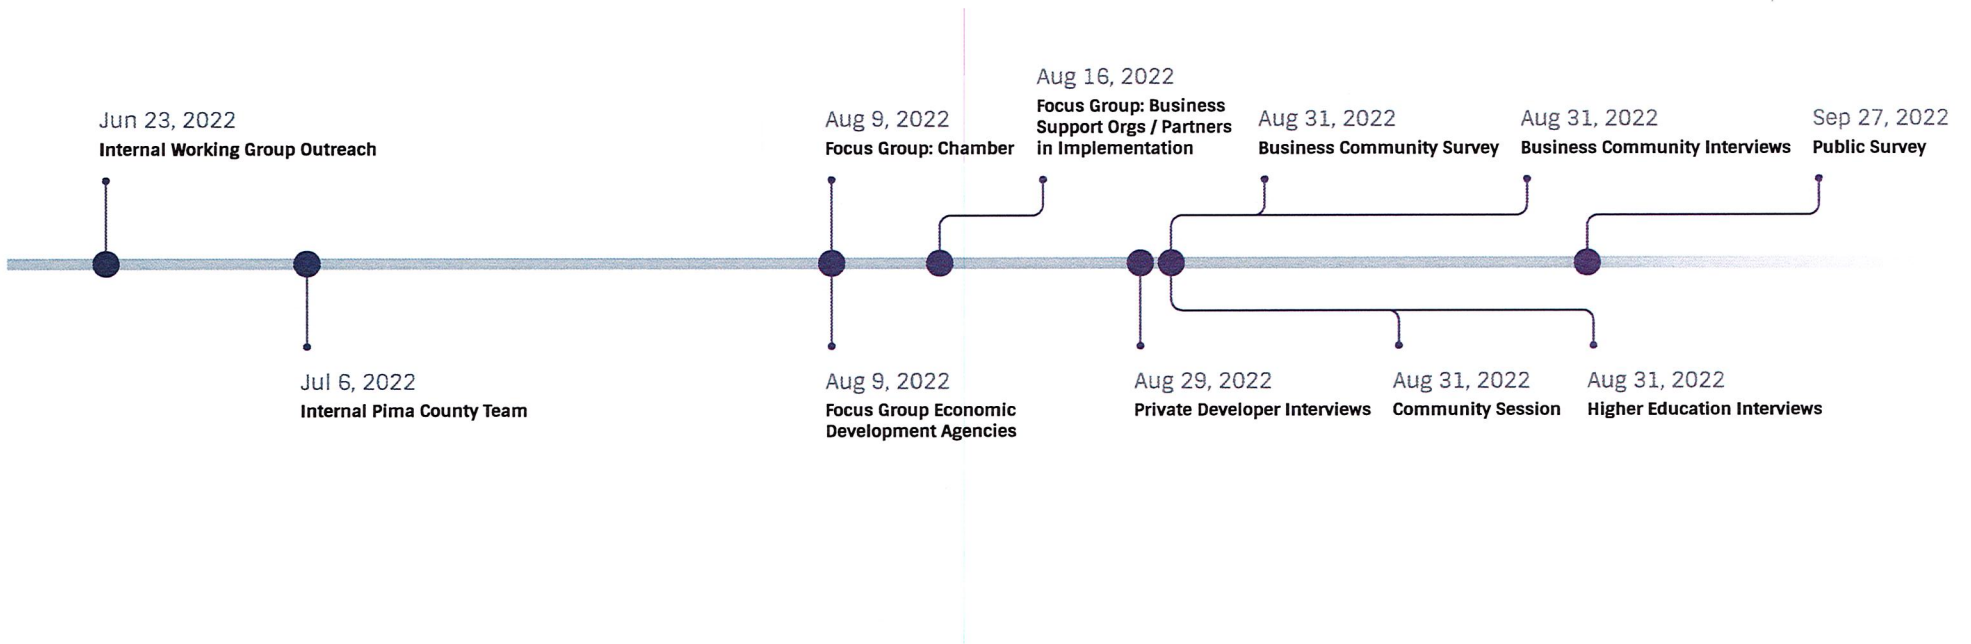 Jun 23, 2022
Internal Working Group Outreach
Jul 6, 2022
Internal Pima County Team
Aug 9, 2022
Focus Group: Chamber
Aug 9, 2022
Focus Group Economic
Development Agencies
Aug 16, 2022
Focus Group: Business
Support Orgs / Partners
in Implementation
Aug 29, 2022
Private Developer Interviews
Aug 31, 2022
Business Community Survey
Aug 31, 2022
Business Community Interviews
Aug 31, 2022
Community Session
Aug 31, 2022
Higher Education Interviews
Sep 27, 2022
Public Survey